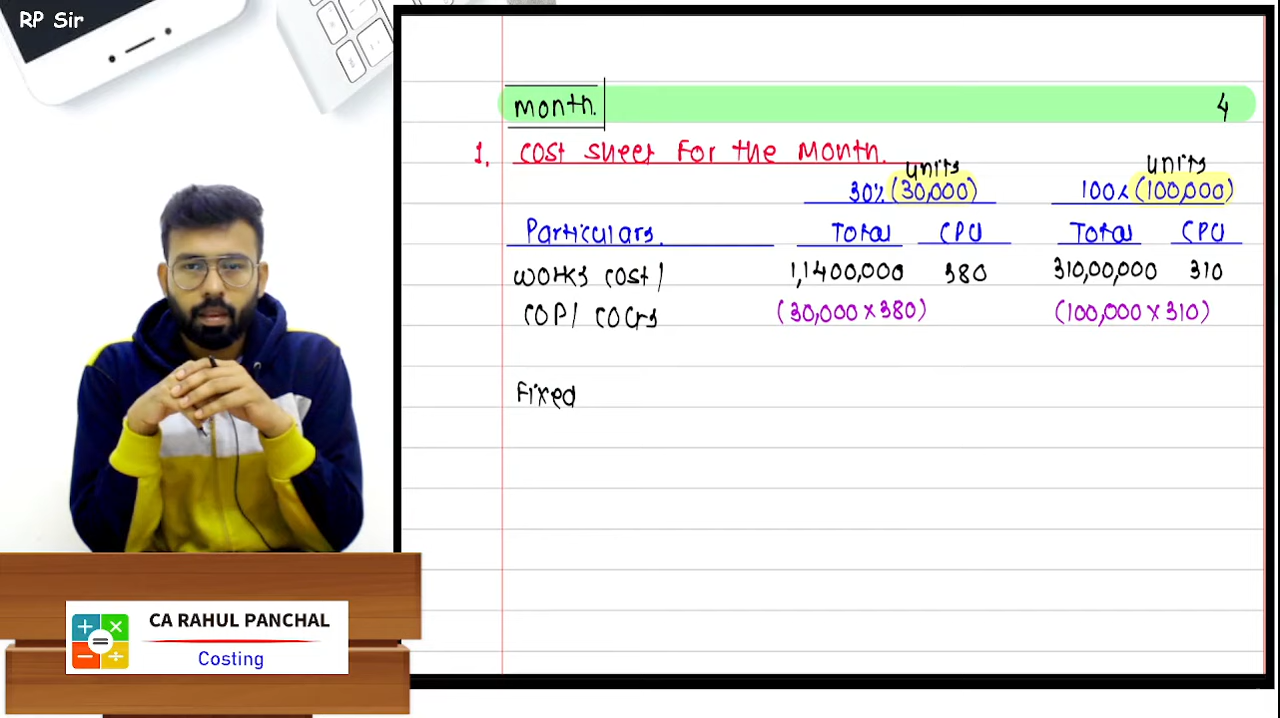 RP Sir
month. 4
1. Cost sheet For the Month.
units units
30% (30,000) 100% (100,000)
Particulars. Total CPU Total CPU
Works cost / 1,1400,000 380 310,00,000 310
COP/ COGS (30,000 × 380) (100,000 × 310)
Fixed
CA RAHUL PANCHAL
Costing